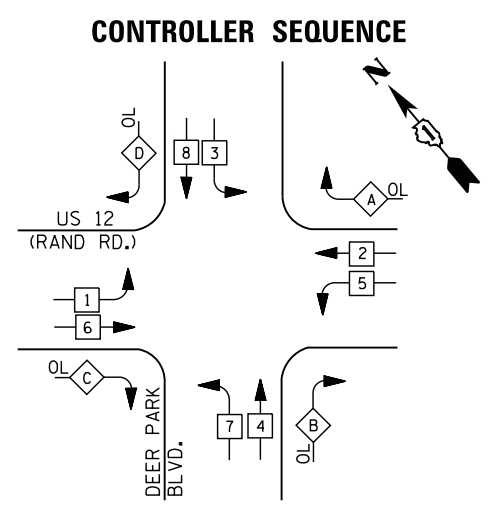 CONTROLLER SEQUENCE
N
1
OL
D
8
3
A
OL
US 12
(RAND RD.)
2
5
1
6
OL
C
7
4
B
OL
DEER PARK
BLVD.